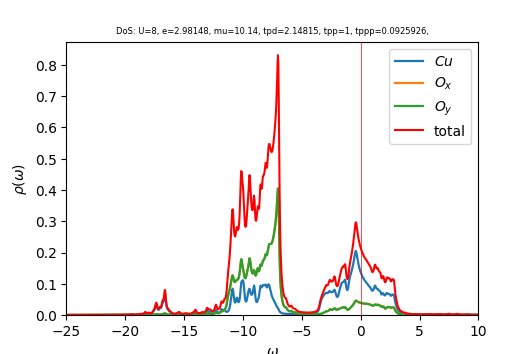 DoS: U=8, e=2.98148, mu=10.14, tpd=2.14815, tpp=1, tppp=0.0925926,
ρ(ω)
0.8
0.7
0.6
0.5
0.4
0.3
0.2
0.1
0.0
Cu
O_x
O_y
total
−25 −20 −15 −10 −5 0 5 10
ω